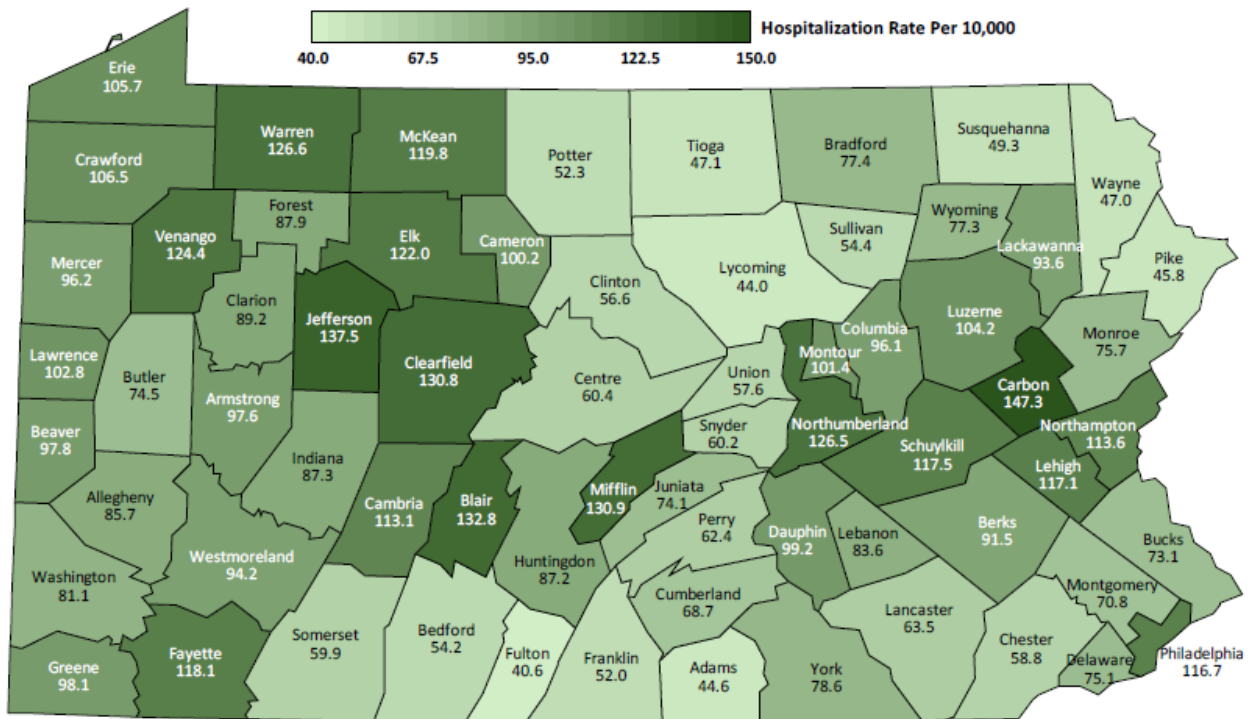 Hospitalization Rate Per 10,000
40.0 67.5 95.0 122.5 150.0
Erie
105.7
Crawford
106.5
Warren
126.6
McKean
119.8
Potter
52.3
Tioga
47.1
Bradford
77.4
Susquehanna
49.3
Wayne
47.0
Mercer
96.2
Venango
124.4
Forest
87.9
Elk
122.0
Cameron
100.2
Clinton
56.6
Lycoming
44.0
Sullivan
54.4
Wyoming
77.3
Lackawanna
93.6
Pike
45.8
Clarion
89.2
Jefferson
137.5
Clearfield
130.8
Centre
60.4
Union
57.6
Montour
101.4
Columbia
96.1
Luzerne
104.2
Monroe
75.7
Carbon
147.3
Lawrence
102.8
Butler
74.5
Armstrong
97.6
Snyder
60.2
Northumberland
126.5
Schuylkill
117.5
Northampton
113.6
Lehigh
117.1
Beaver
97.8
Indiana
87.3
Allegheny
85.7
Cambria
113.1
Blair
132.8
Mifflin
130.9
Juniata
74.1
Perry
62.4
Dauphin
99.2
Lebanon
83.6
Berks
91.5
Bucks
73.1
Westmoreland
94.2
Huntingdon
87.2
Washington
81.1
Cumberland
68.7
Montgomery
70.8
Lancaster
63.5
Greene
98.1
Fayette
118.1
Somerset
59.9
Bedford
54.2
Fulton
40.6
Franklin
52.0
Adams
44.6
York
78.6
Chester
58.8
Delaware
75.1
Philadelphia
116.7